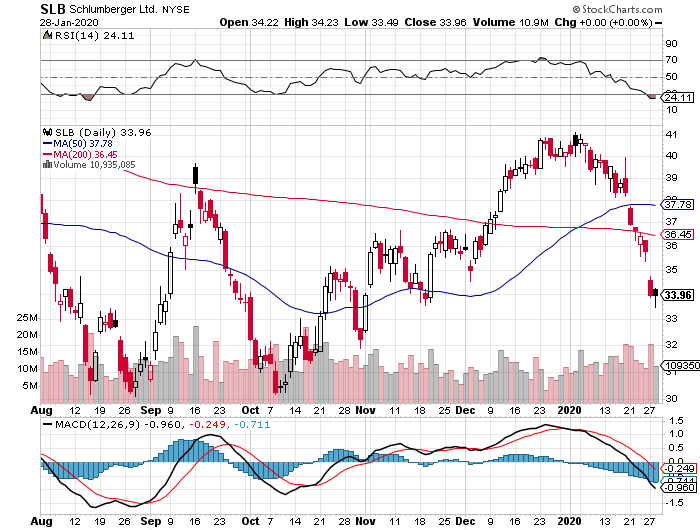 SLB Schlumberger Ltd. NYSE
© StockCharts.com
28-Jan-2020
Open 34.22 High 34.23 Low 33.49 Close 33.96 Volume 10.9M Chg +0.00 (+0.00%)
RSI(14) 24.11
90
70
50
30
24.11
10
SLB (Daily) 33.96
MA(50) 37.78
MA(200) 36.45
Volume 10,935,085
41
40
39
38
37.78
37
36.45
36
35
33.96
33
32
31
30
25M
20M
15M
10M
5M
109350
Aug 12 19 26 Sep 9 16 23 Oct 7 14 21 28 Nov 11 18 25 Dec 9 16 23 2020 13 21 27
MACD(12,26,9) -0.960, -0.249, -0.711
1.5
1.0
0.5
0.0
-0.249
-0.711
-0.960
-1.5
Aug 12 19 26 Sep 9 16 23 Oct 7 14 21 28 Nov 11 18 25 Dec 9 16 23 2020 13 21 27